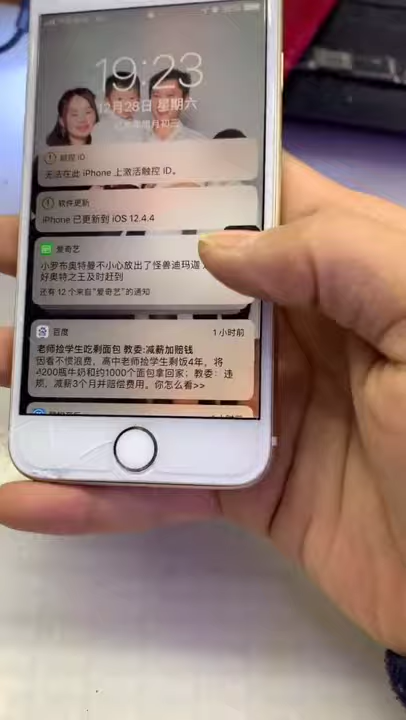 19:23
12月28日 星期六
触控 ID
无法在此 iPhone 上激活触控 ID。
软件更新
iPhone 已更新到 iOS 12.4.4
爱奇艺
小罗布奥特曼不小心放出了怪兽迪玛迦
好奥特之王及时赶到
还有 12 个来自“爱奇艺”的通知
百度
1 小时前
老师捡学生吃剩面包 教委:减薪加赔钱
因看不惯浪费，高中老师捡学生剩饭4年，将
4200瓶牛奶和约1000个面包拿回家；教委：违
规，减薪3个月并赔偿费用。你怎么看>>